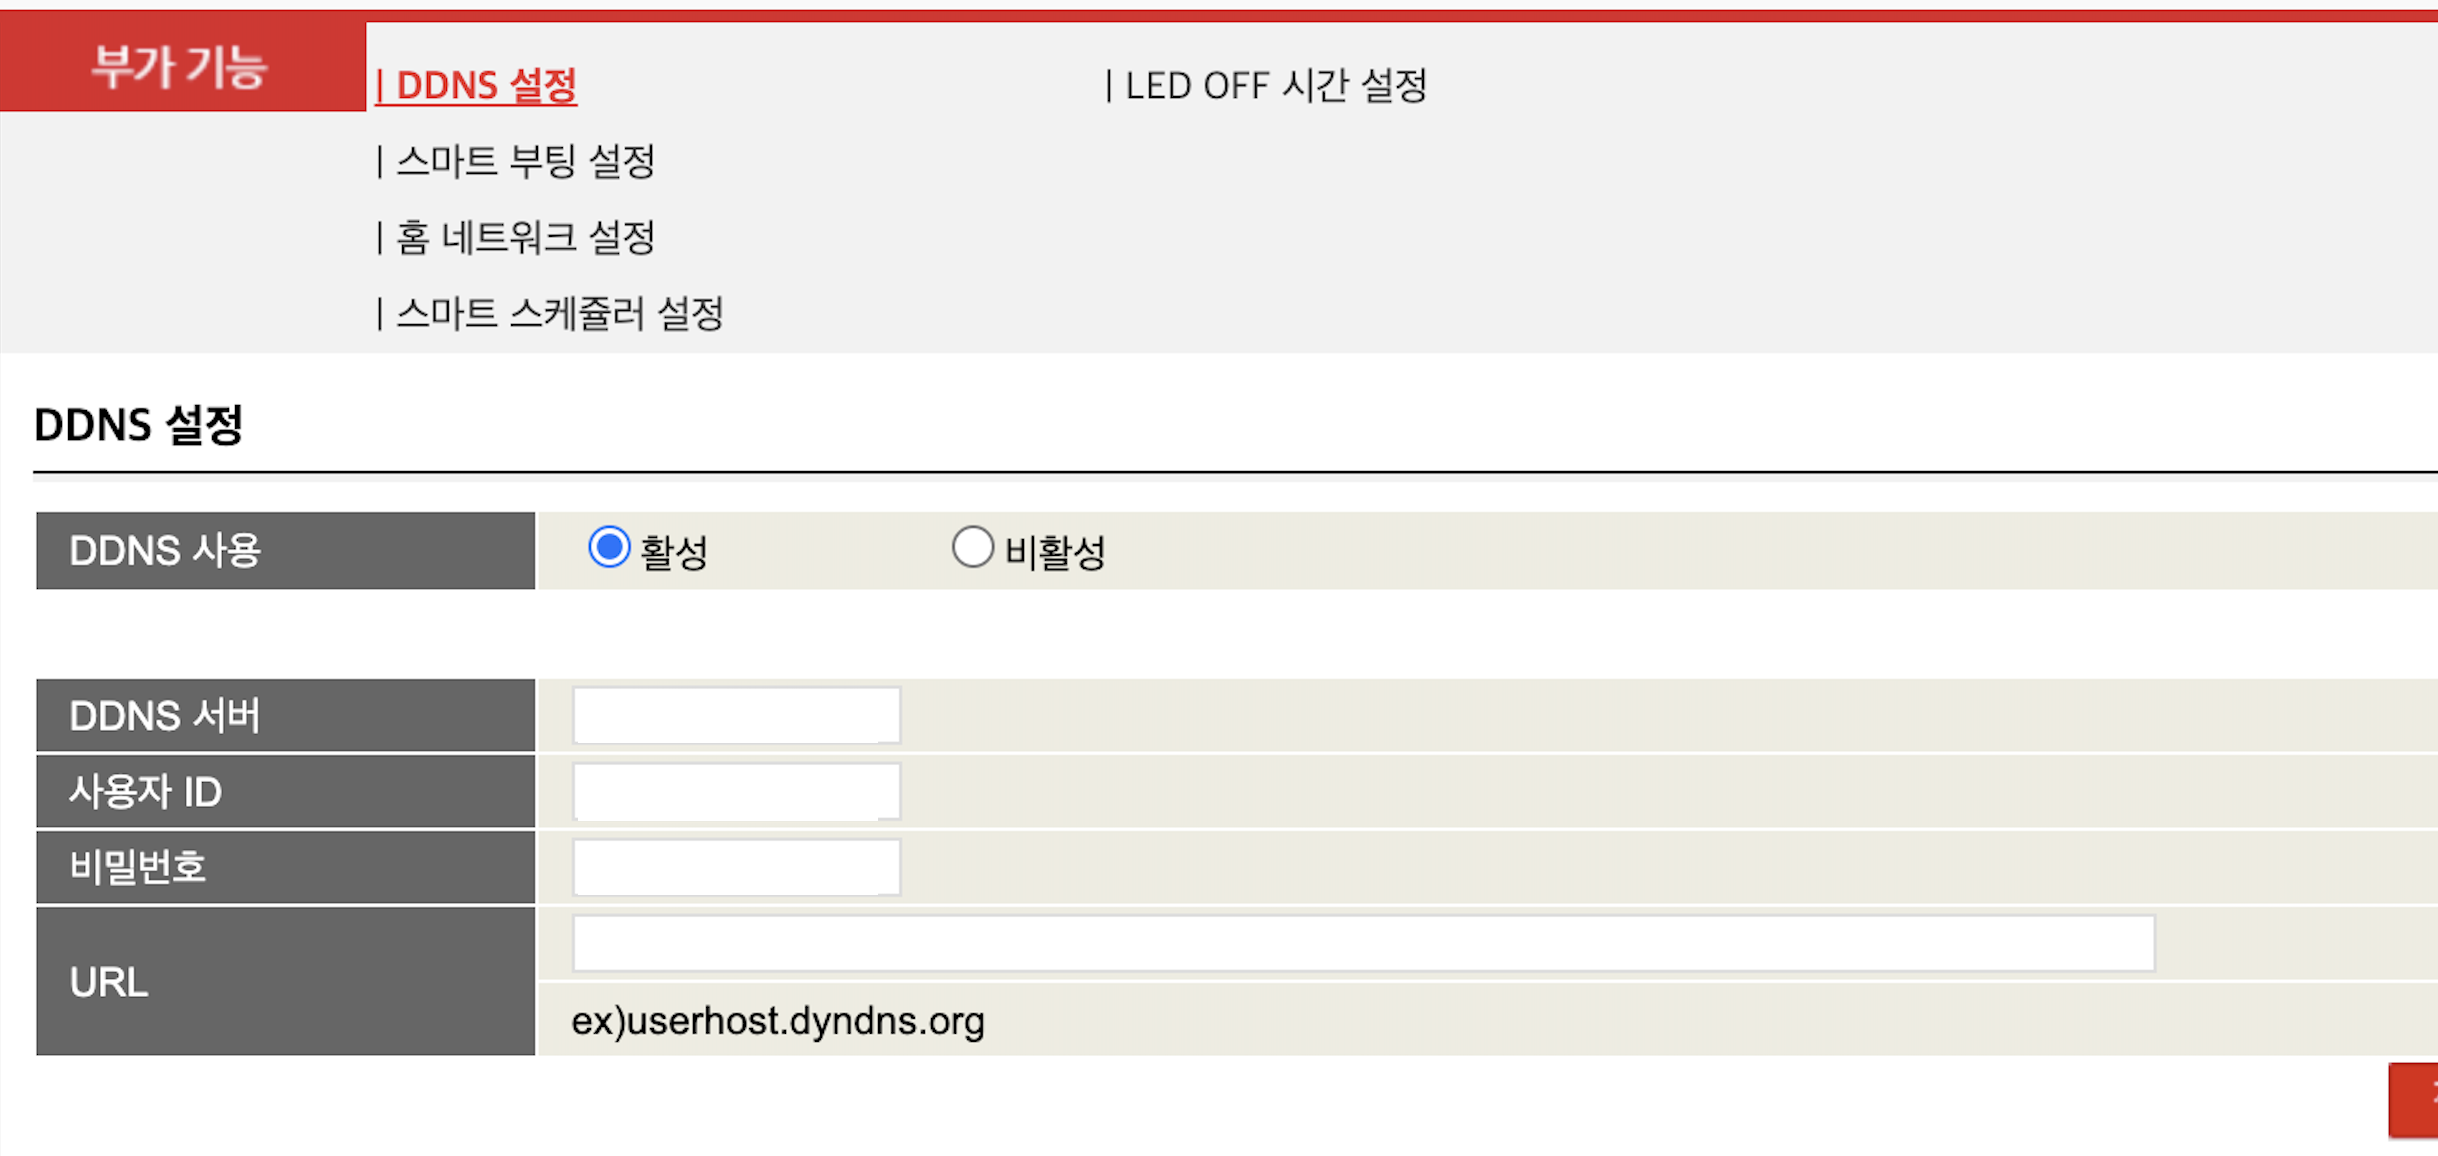 부가 기능
| DDNS 설정
| LED OFF 시간 설정
| 스마트 부팅 설정
| 홈 네트워크 설정
| 스마트 스케쥴러 설정
DDNS 설정
DDNS 사용
활성
비활성
DDNS 서버
사용자 ID
비밀번호
URL
ex)userhost.dyndns.org